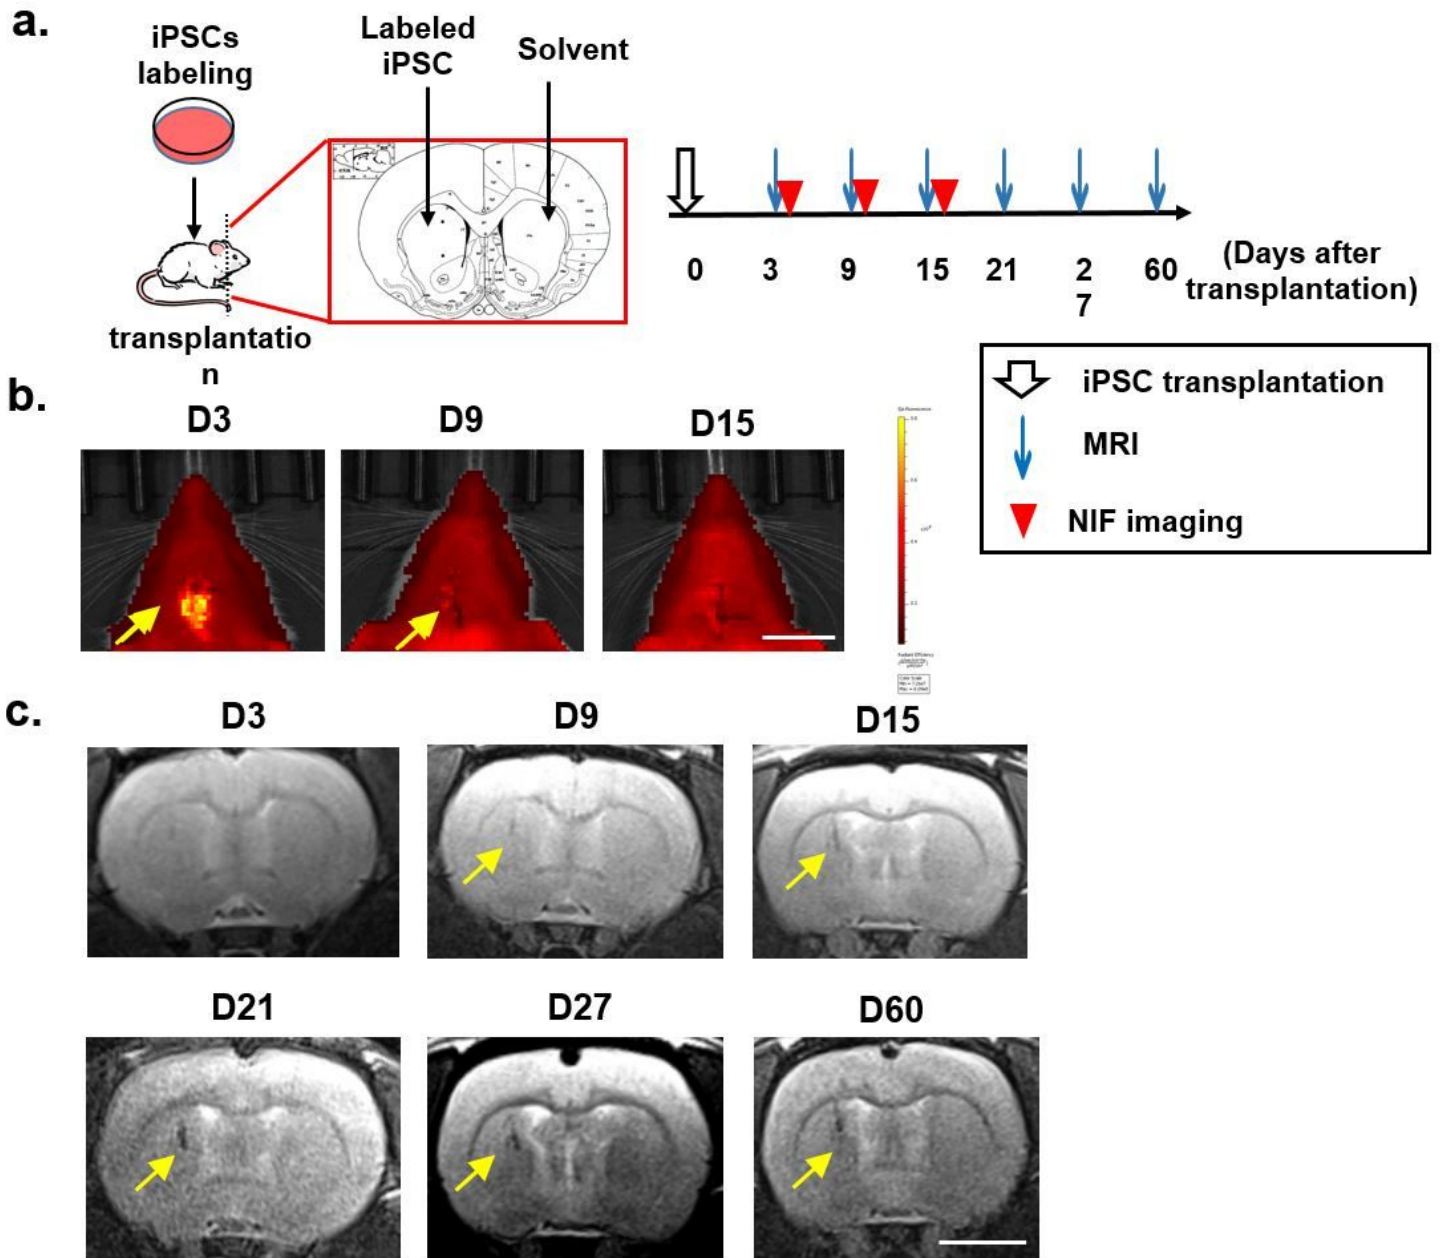 a.
iPSCs
labeling
Labeled
iPSC
Solvent
transplantatio
n
0
3
9
15
21
2
7
60
(Days after
transplantation)
iPSC transplantation
MRI
NIF imaging
b.
D3
D9
D15
c.
D3
D9
D15
D21
D27
D60